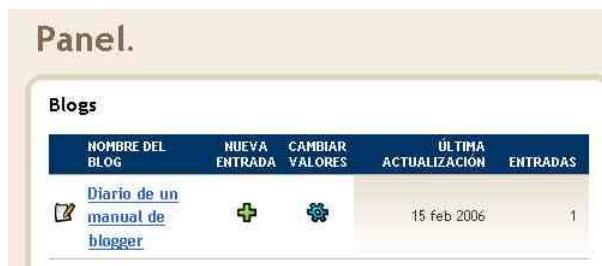 Panel.
Blogs
NOMBRE DEL BLOG NUEVA ENTRADA CAMBIAR VALORES ÚLTIMA ACTUALIZACIÓN ENTRADAS
Diario de un
manual de
blogger
15 feb 2006 1